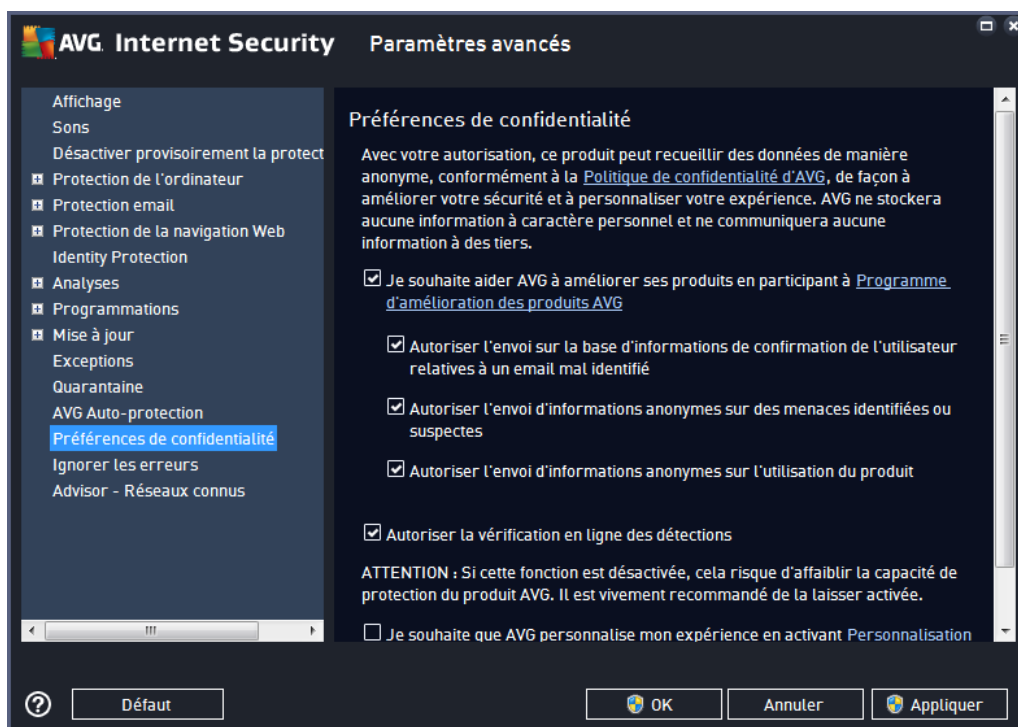 AVG. Internet Security
Paramètres avancés
Affichage
Sons
Désactiver provisoirement la protect
Protection de l'ordinateur
Protection email
Protection de la navigation Web
Identity Protection
Analyses
Programmations
Mise à jour
Exceptions
Quarantaine
AVG Auto-protection
Préférences de confidentialité
Ignorer les erreurs
Advisor - Réseaux connus
Préférences de confidentialité
Avec votre autorisation, ce produit peut recueillir des données de manière
anonyme, conformément à la Politique de confidentialité d'AVG, de façon à
améliorer votre sécurité et à personnaliser votre expérience. AVG ne stockera
aucune information à caractère personnel et ne communiquera aucune
information à des tiers.
Je souhaite aider AVG à améliorer ses produits en participant à Programme
d'amélioration des produits AVG
Autoriser l'envoi sur la base d'informations de confirmation de l'utilisateur
relatives à un email mal identifié
Autoriser l'envoi d'informations anonymes sur des menaces identifiées ou
suspectes
Autoriser l'envoi d'informations anonymes sur l'utilisation du produit
Autoriser la vérification en ligne des détections
ATTENTION : Si cette fonction est désactivée, cela risque d'affaiblir la capacité de
protection du produit AVG. Il est vivement recommandé de la laisser activée.
Je souhaite que AVG personnalise mon expérience en activant Personnalisation
?
Défaut
OK
Annuler
Appliquer